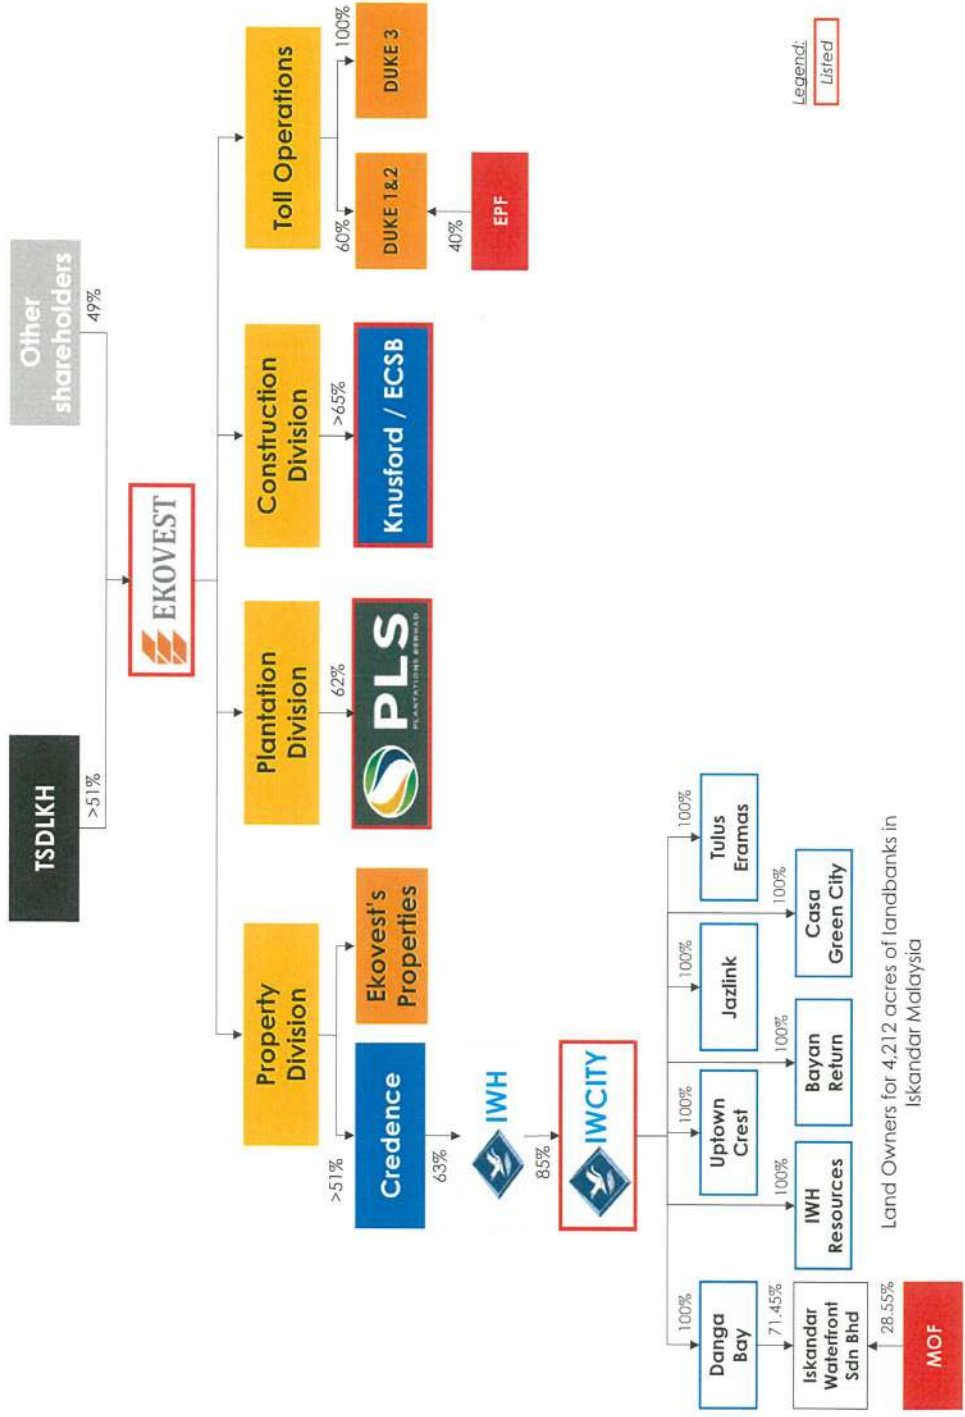 TSDLKH
Other
shareholders
>51%
49%
EKOVEST
Property
Division
Plantation
Division
Construction
Division
Toll Operations
>51%
62%
>65%
60%
100%
Credence
Ekovest's
Properties
PLS
PLANTATIONS BERHAD
Knusford / ECSB
DUKE 1&2
DUKE 3
63%
40%
IWH
EPF
85%
IWCITY
100%
100%
100%
100%
Danga
Bay
Uptown
Crest
Jazlink
Tulus
Eramas
71.45%
100%
100%
100%
Iskandar
Waterfront
Sdn Bhd
IWH
Resources
Bayan
Return
Casa
Green City
28.55%
MOF
Land Owners for 4,212 acres of landbanks in
Iskandar Malaysia
Legend:
Listed